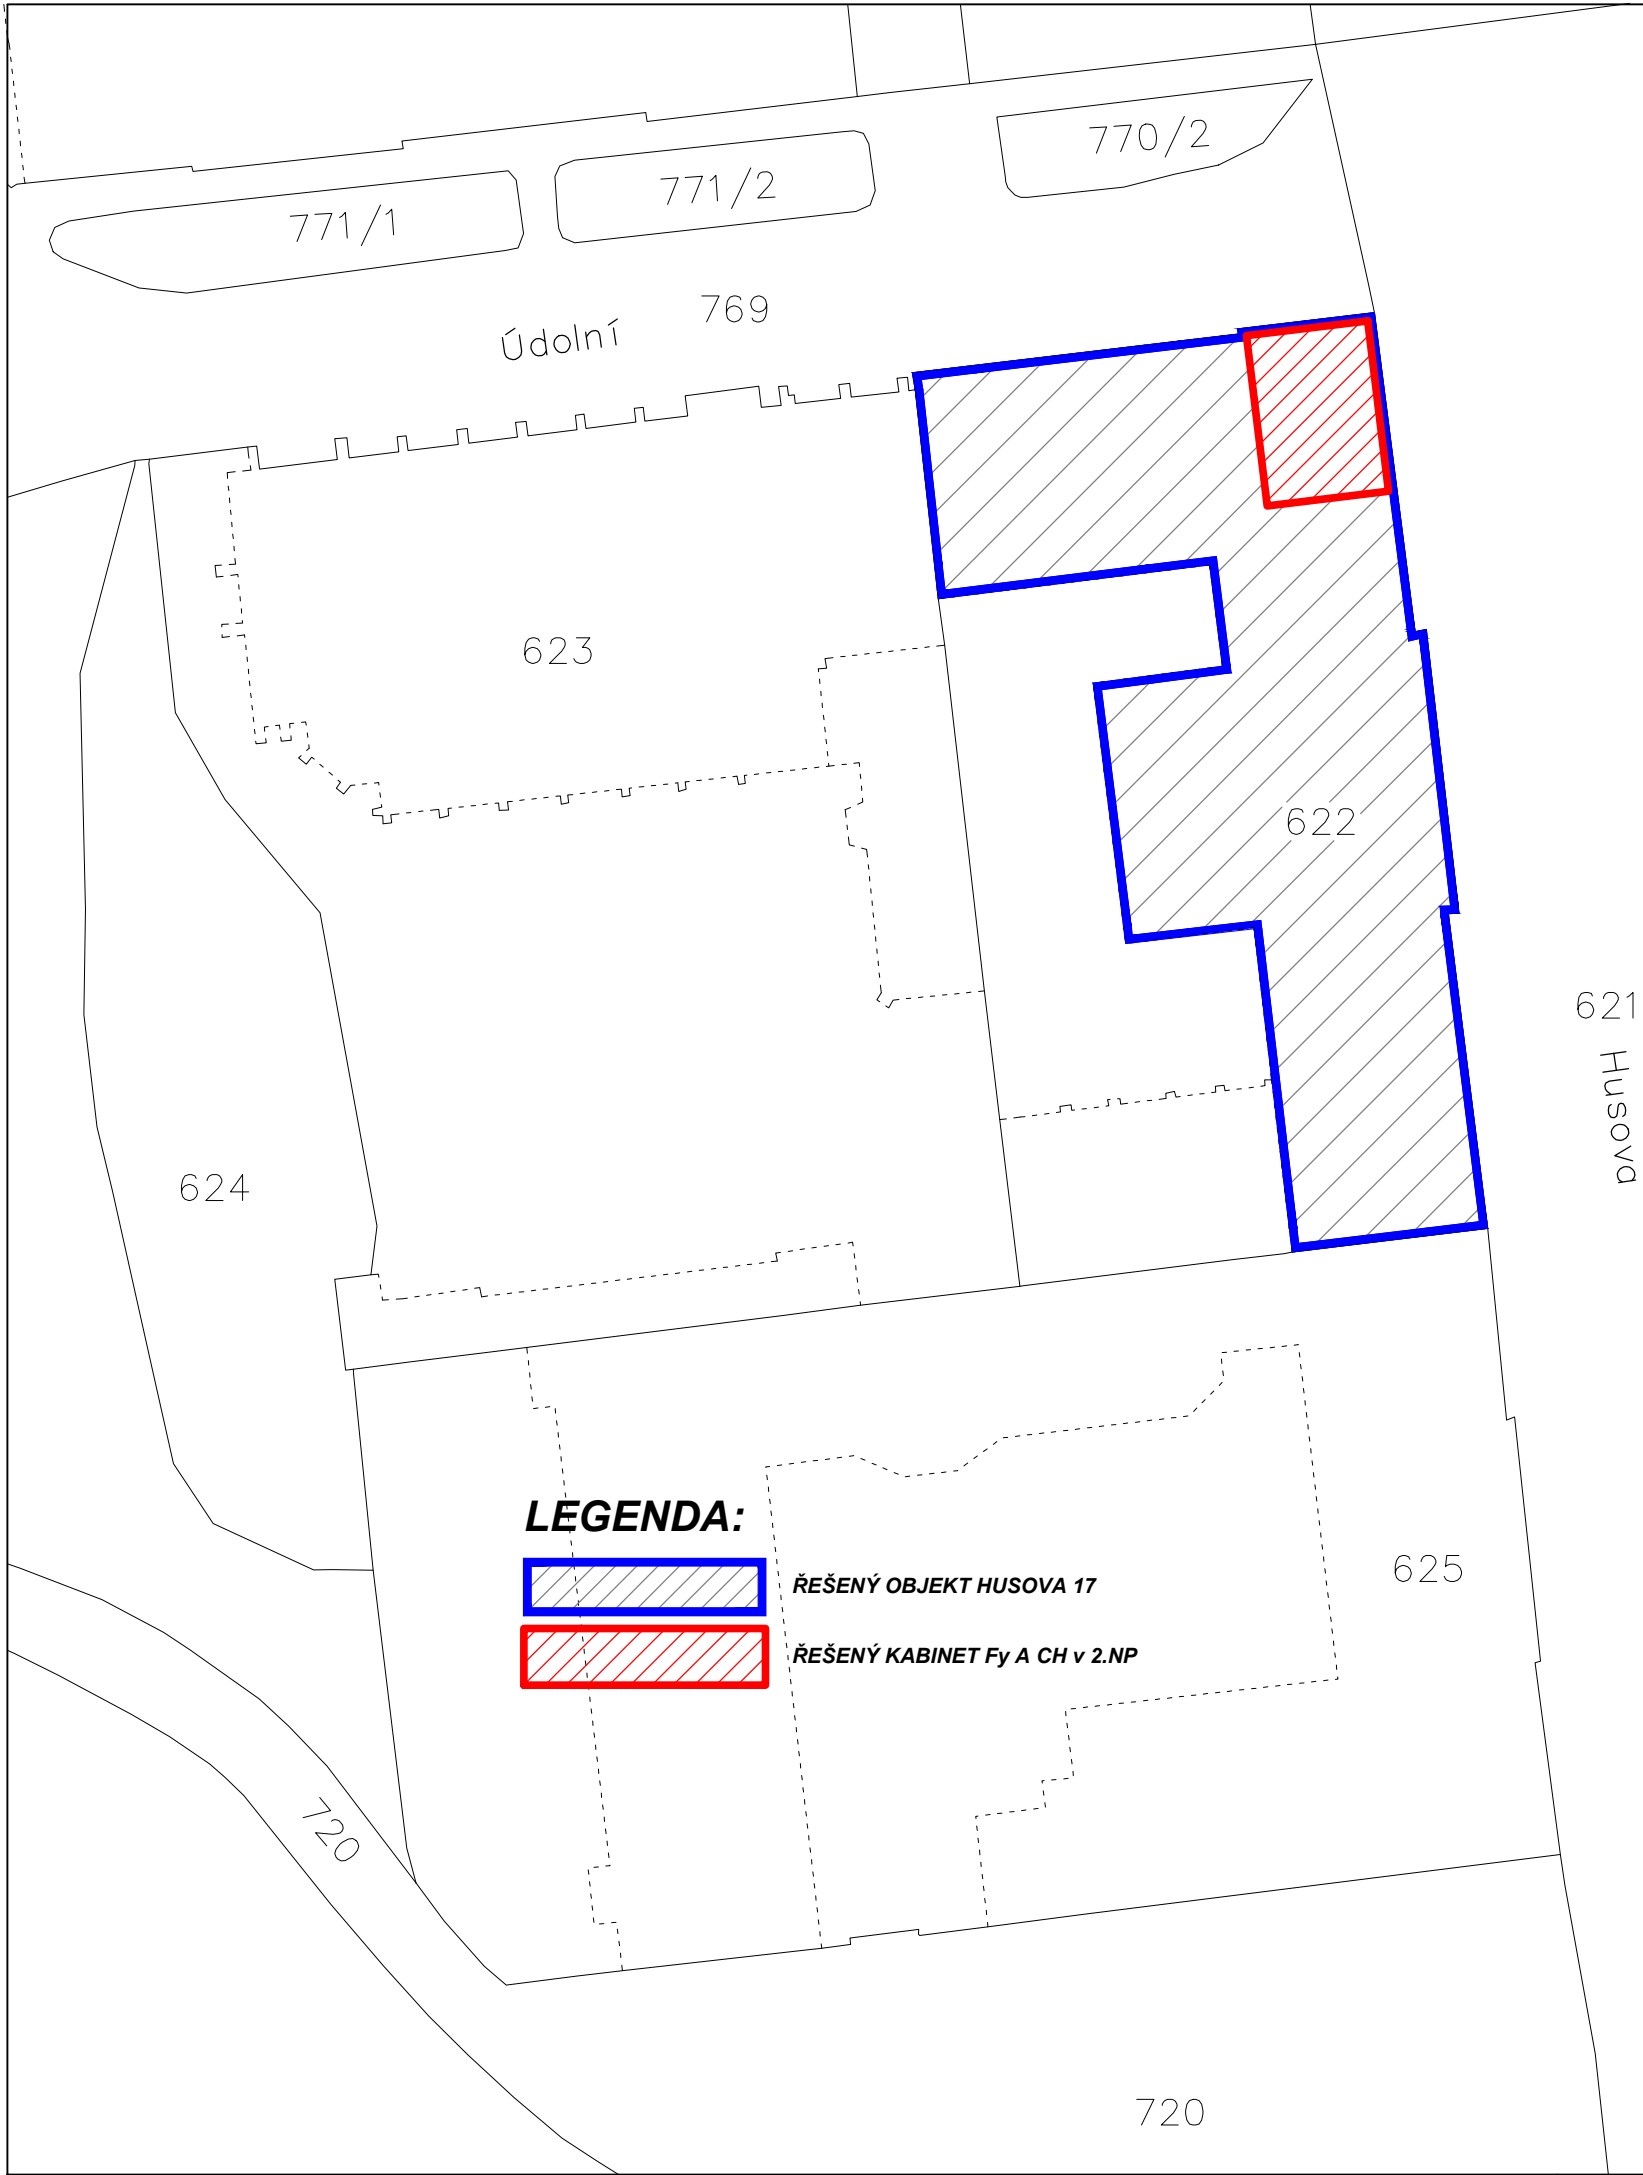 770/2
771/2
771/1
769
Údolní
623
622
621
Husova
624
LEGENDA:
ŘEŠENÝ OBJEKT HUSOVA 17
625
ŘEŠENÝ KABINET Fy A CH v 2.NP
720
720